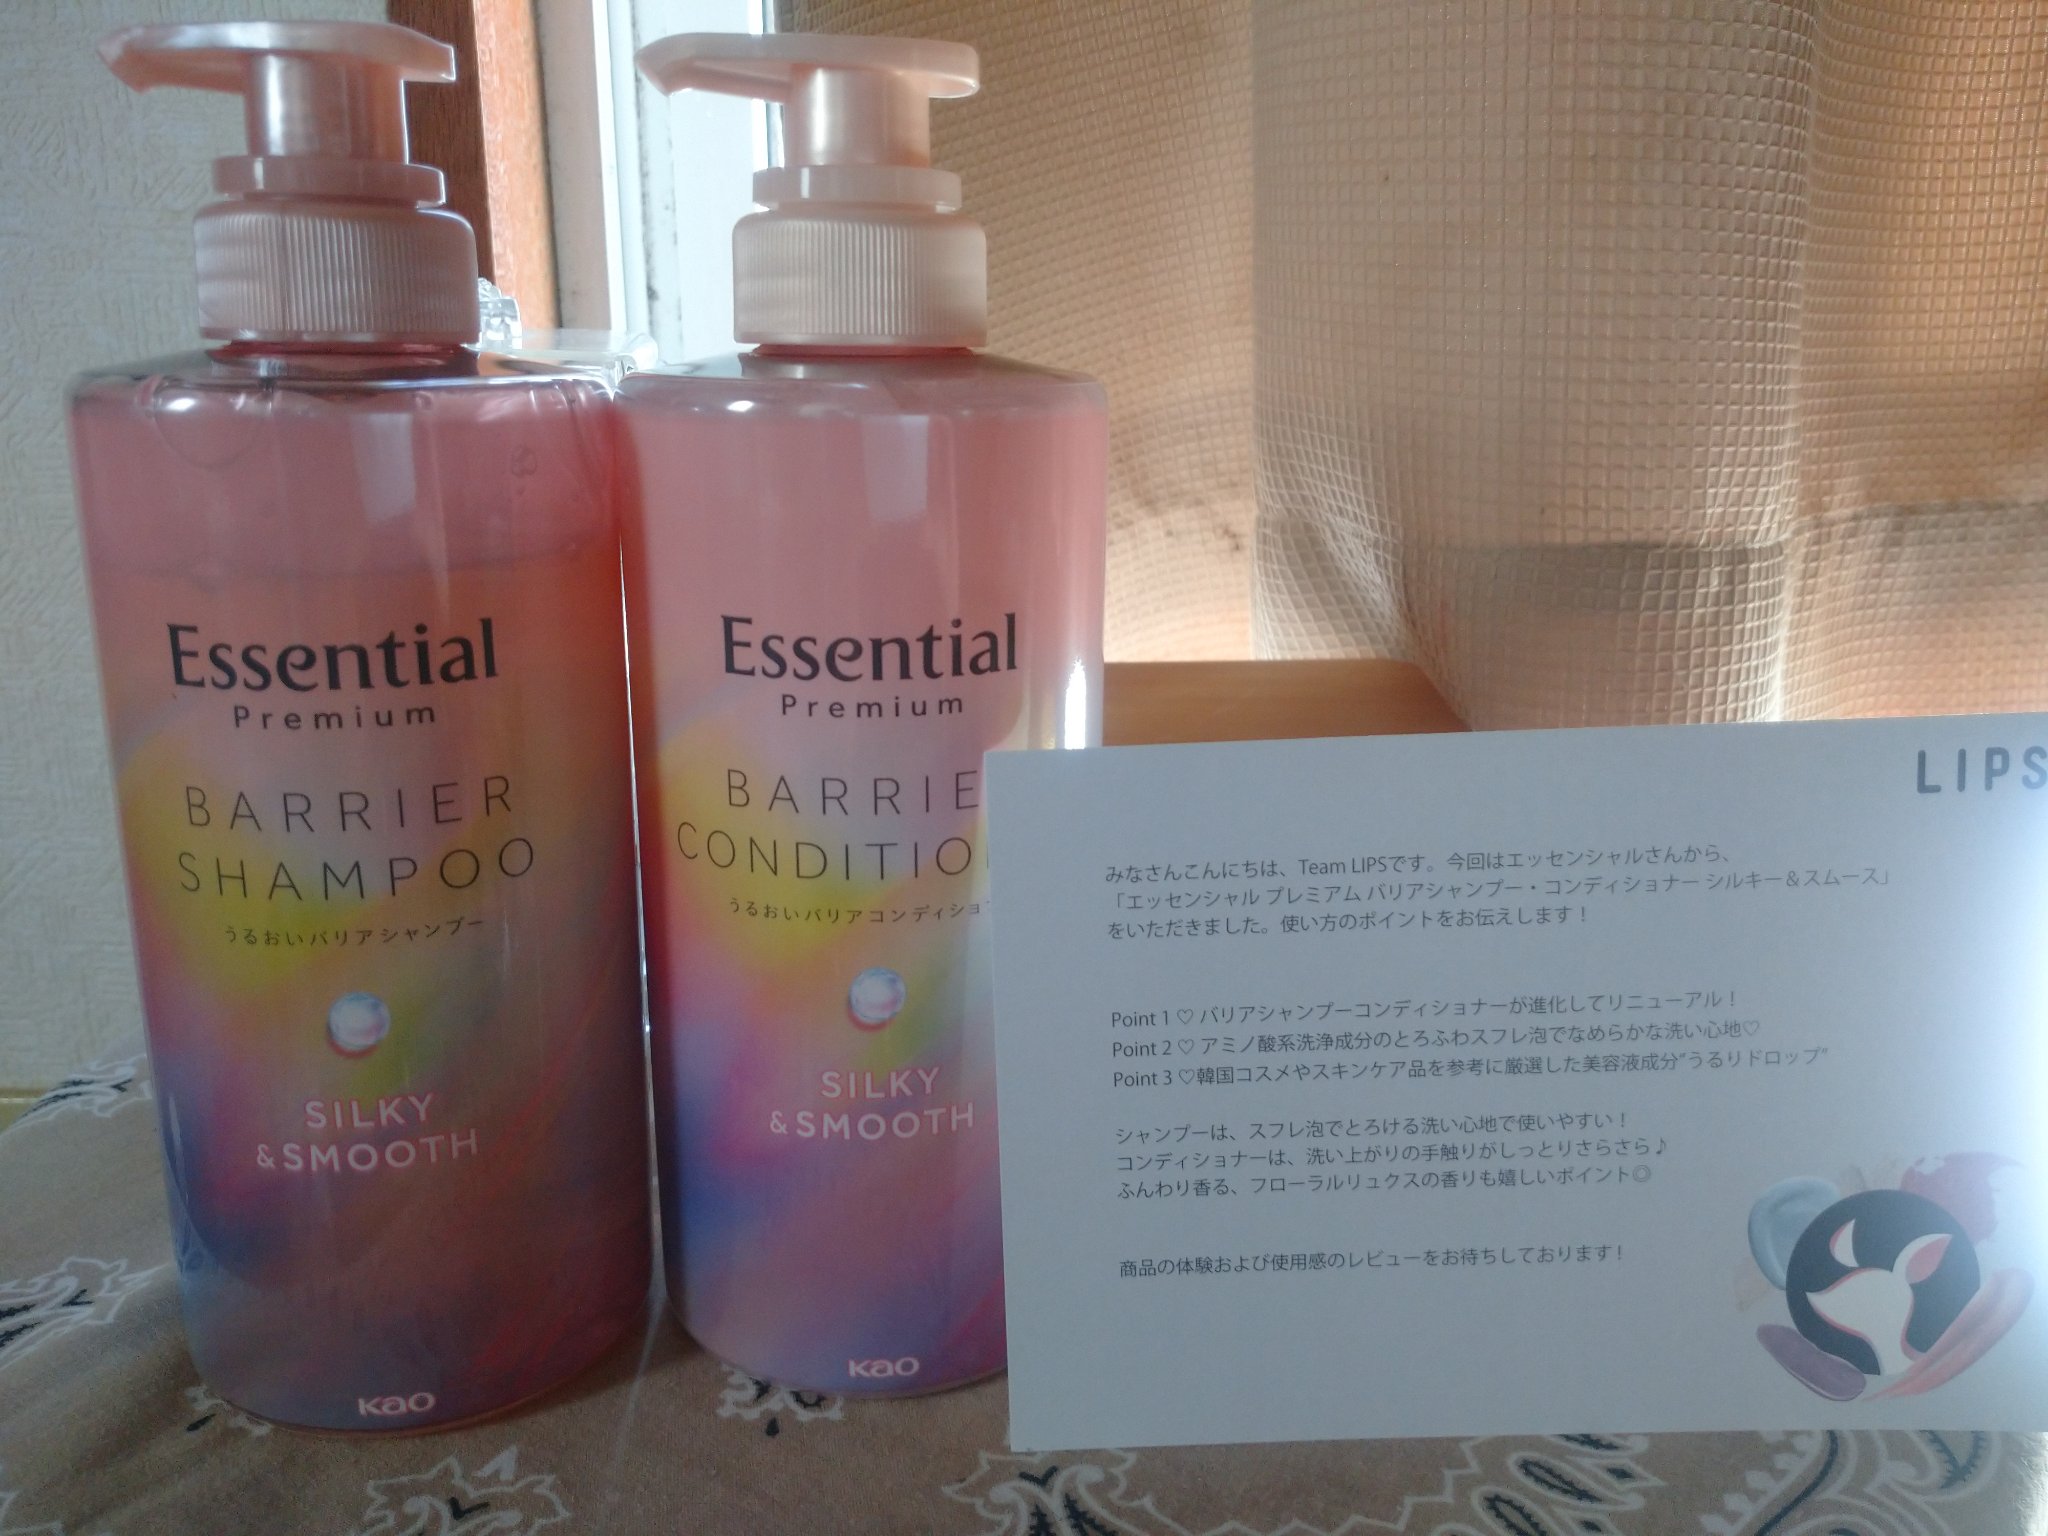 Essential
Premium
BARRIER
SHAMPOO
うるおいバリアシャンプー
SILKY
&SMOOTH
Kao
Essential
Premium
BARRIE
CONDITIO
うるおいバリアコンディショ
SILKY
&SMOOTH
Kao
LIPS
みなさんこんにちは、Team LIPSです。今回はエッセンシャルさんから、
「エッセンシャル プレミアム バリアシャンプー・コンディショナー シルキー＆スムース」
をいただきました。使い方のポイントをお伝えします！
Point 1 ♡ バリアシャンプーコンディショナーが進化してリニューアル！
Point 2 ♡ アミノ酸系洗浄成分のとろふわスフレ泡でなめらかな洗い心地♡
Point 3 ♡韓国コスメやスキンケア品を参考に厳選した美容液成分"うるりドロップ"
シャンプーは、スフレ泡でとろける洗い心地で使いやすい！
コンディショナーは、洗い上がりの手触りがしっとりさらさら♪
ふんわり香る、フローラルリュクスの香りも嬉しいポイント◎
商品の体験および使用感のレビューをお待ちしております！